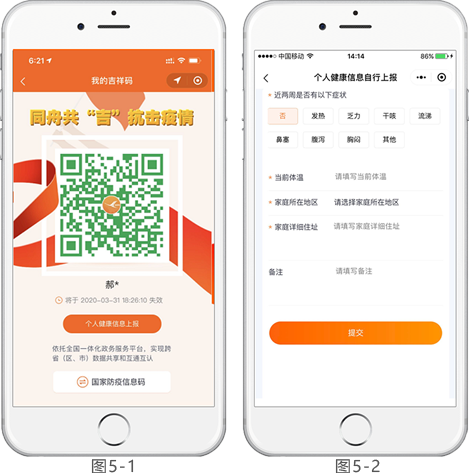 6:21
我的吉祥码
同舟共“吉”抗击疫情
郝*
将于 2020-03-31 18:26:10 失效
个人健康信息上报
依托全国一体化政务服务平台，实现跨
省（区、市）数据共享和互通互认
国家防疫信息码
图5-1
中国移动
14:14
86%
个人健康信息自行上报
* 近两周是否有以下症状
否
发热
乏力
干咳
流涕
鼻塞
腹泻
胸闷
其他
* 当前体温
请填写当前体温
* 家庭所在地区
请选择家庭所在地区
* 家庭详细住址
请填写家庭详细住址
备注
请填写备注
提交
图5-2